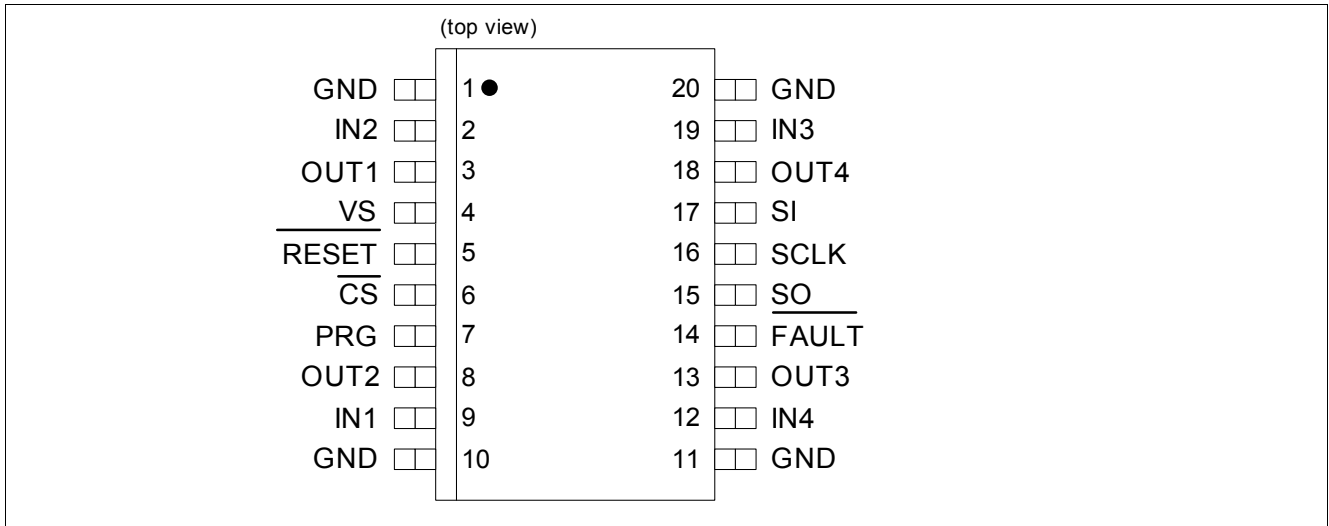 (top view)
GND 1 20 GND
IN2 2 19 IN3
OUT1 3 18 OUT4
VS 4 17 SI
RESET 5 16 SCLK
CS 6 15 SO
PRG 7 14 FAULT
OUT2 8 13 OUT3
IN1 9 12 IN4
GND 10 11 GND